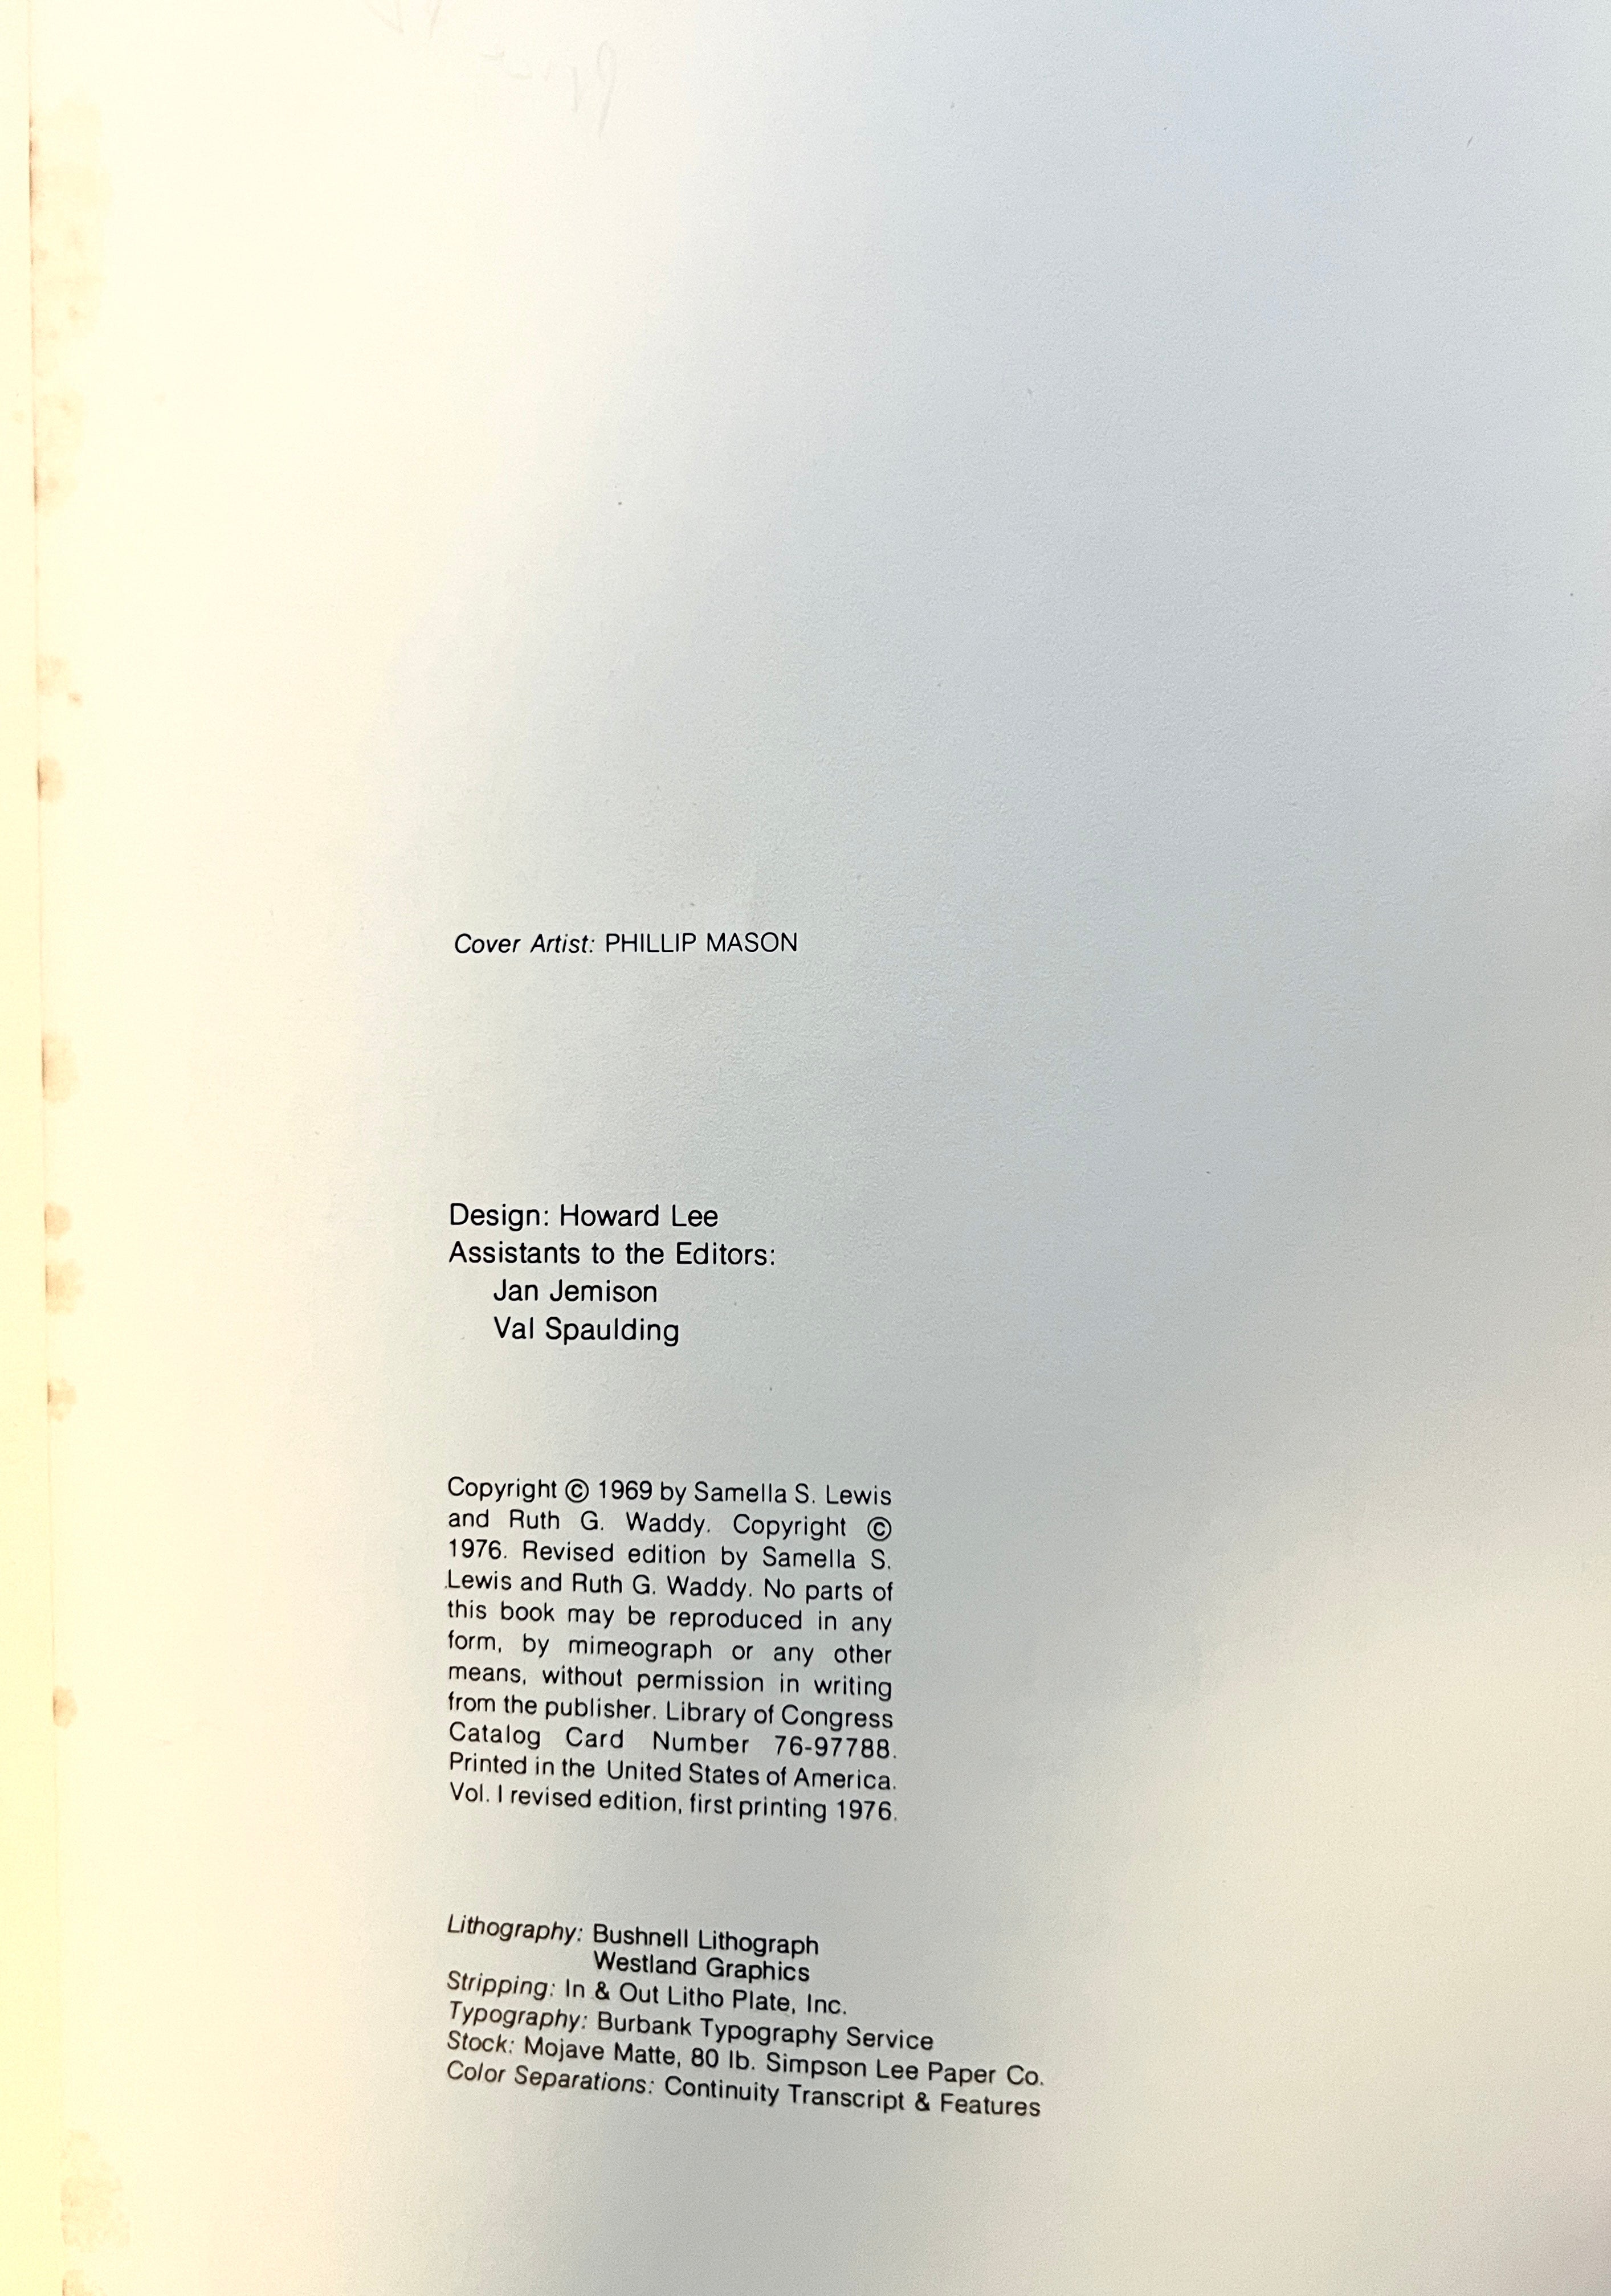 Cover Artist: PHILLIP MASON
Design: Howard Lee
Assistants to the Editors:
Jan Jemison
Val Spaulding
Copyright © 1969 by Samella S. Lewis
and Ruth G. Waddy. Copyright ©
1976. Revised edition by Samella S.
Lewis and Ruth G. Waddy. No parts of
this book may be reproduced in any
form, by mimeograph or any other
means, without permission in writing
from the publisher. Library of Congress
Catalog Card Number 76-97788.
Printed in the United States of America.
Vol. I revised edition, first printing 1976.
Lithography: Bushnell Lithograph
Westland Graphics
Stripping: In & Out Litho Plate, Inc.
Typography: Burbank Typography Service
Stock: Mojave Matte, 80 lb. Simpson Lee Paper Co.
Color Separations: Continuity Transcript & Features